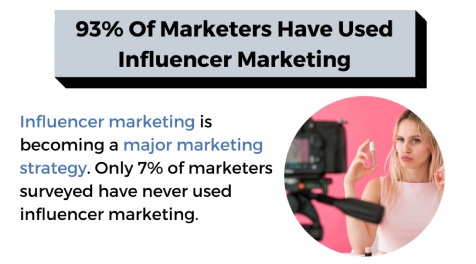 93% Of Marketers Have Used
Influencer Marketing
Influencer marketing is
becoming a major marketing
strategy. Only 7% of marketers
surveyed have never used
influencer marketing.